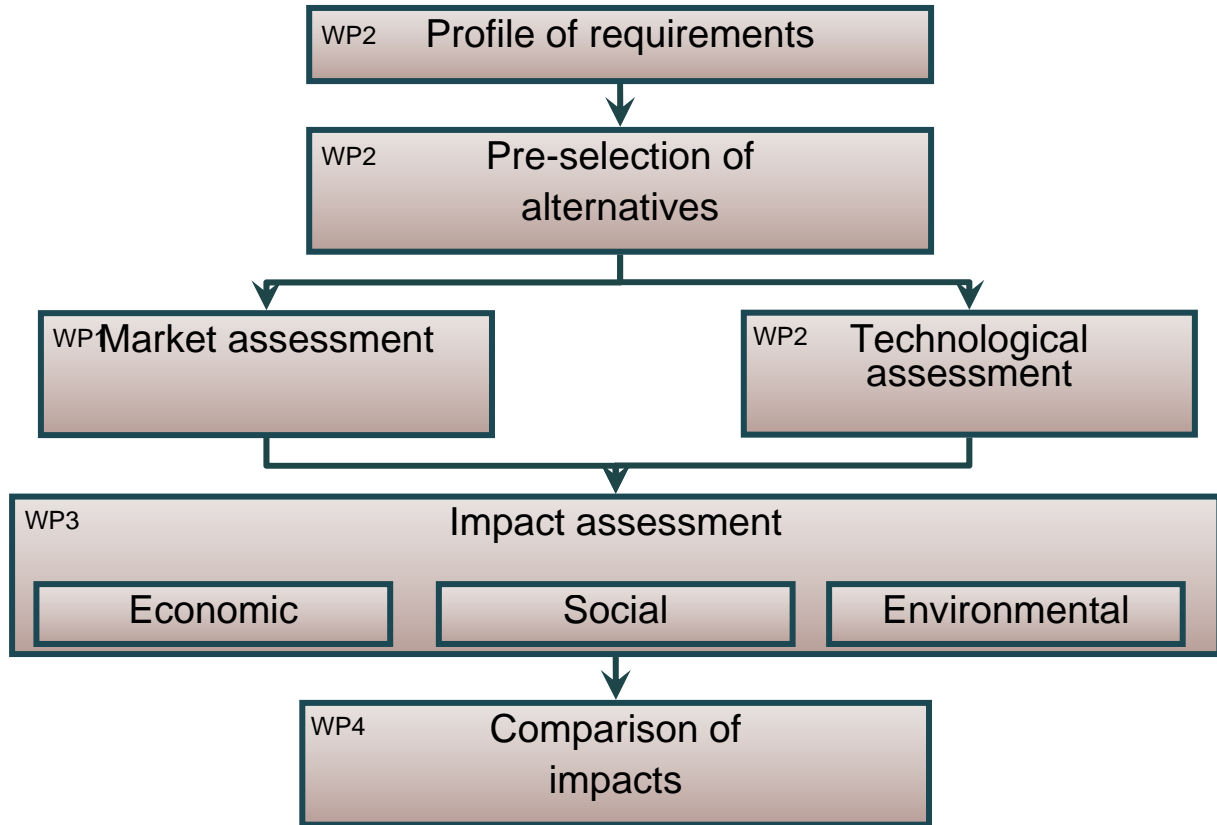 WP2 Profile of requirements
WP2 Pre-selection of
alternatives
WP1 Market assessment
WP2 Technological
assessment
WP3 Impact assessment
Economic
Social
Environmental
WP4 Comparison of
impacts